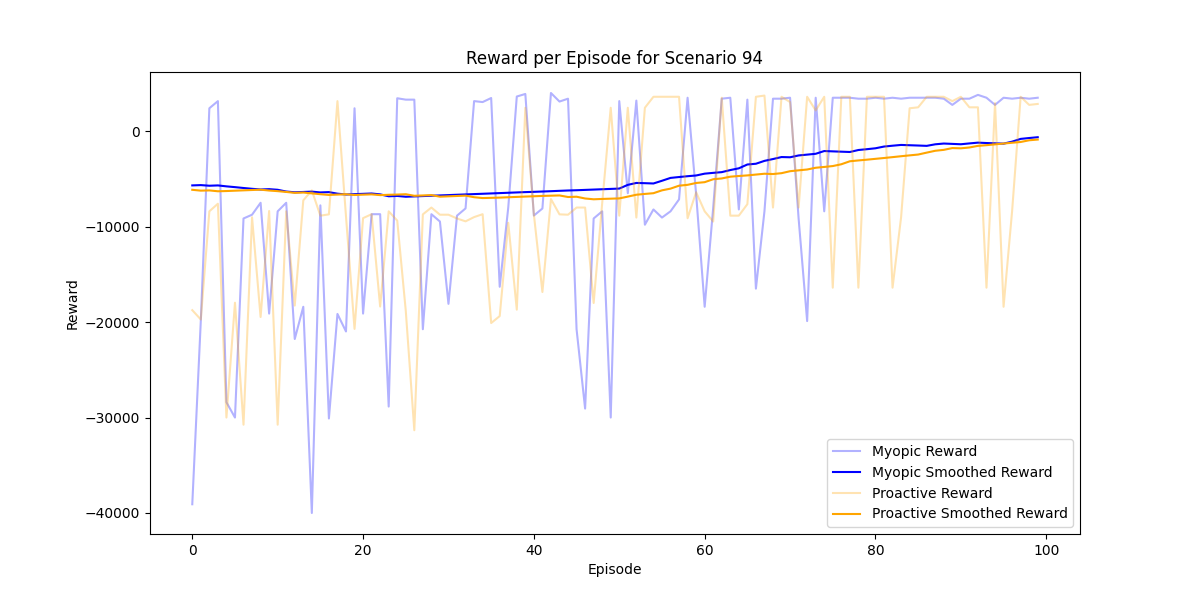 Reward per Episode for Scenario 94
Reward
0
−10000
−20000
−30000
−40000
0 20 40 60 80 100
Episode
Myopic Reward
Myopic Smoothed Reward
Proactive Reward
Proactive Smoothed Reward